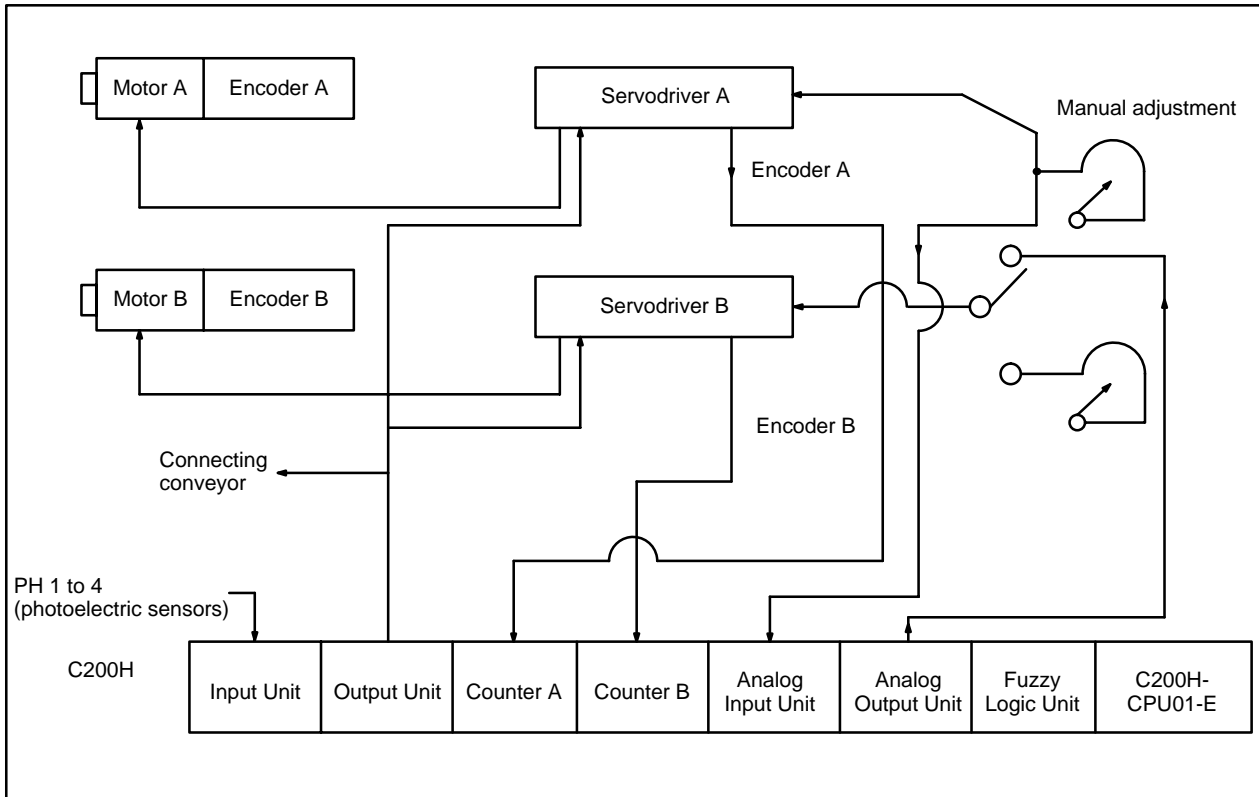 Motor A
Encoder A
Servodriver A
Manual adjustment
Encoder A
Motor B
Encoder B
Servodriver B
Encoder B
Connecting
conveyor
PH 1 to 4
(photoelectric sensors)
C200H
Input Unit
Output Unit
Counter A
Counter B
Analog
Input Unit
Analog
Output Unit
Fuzzy
Logic Unit
C200H-
CPU01-E